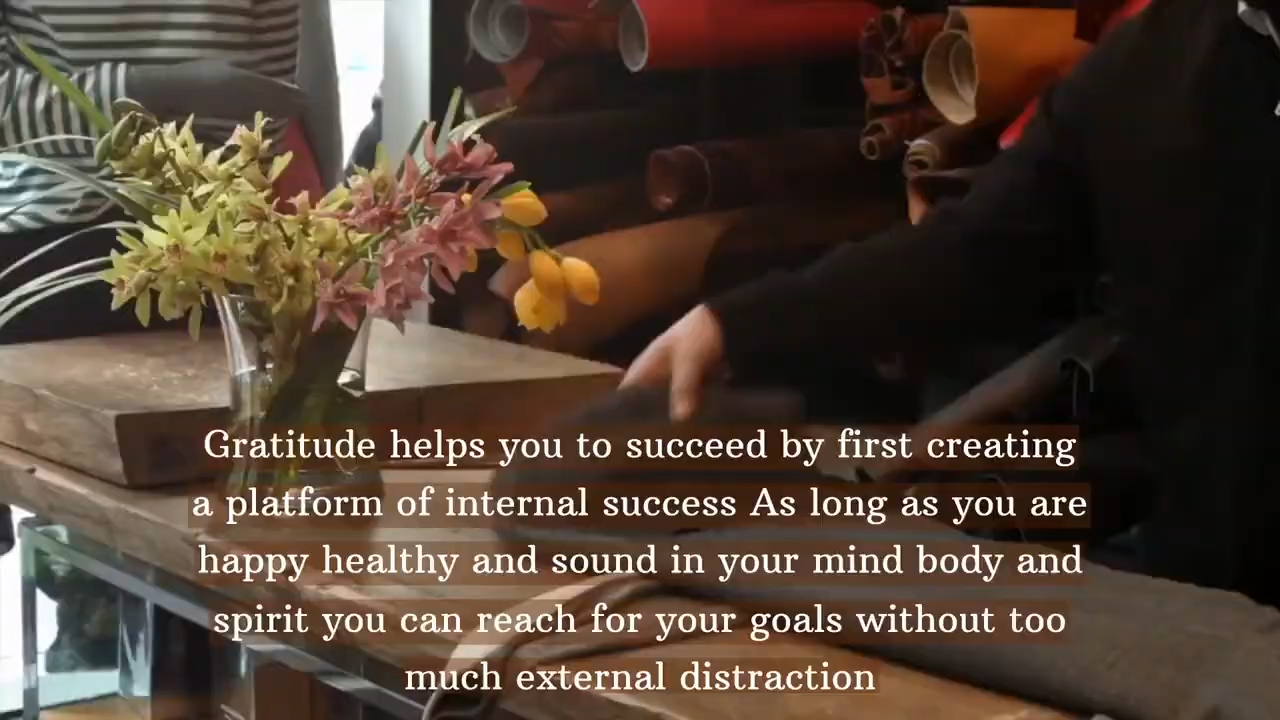 Gratitude helps you to succeed by first creating
a platform of internal success As long as you are
happy healthy and sound in your mind body and
spirit you can reach for your goals without too
much external distraction